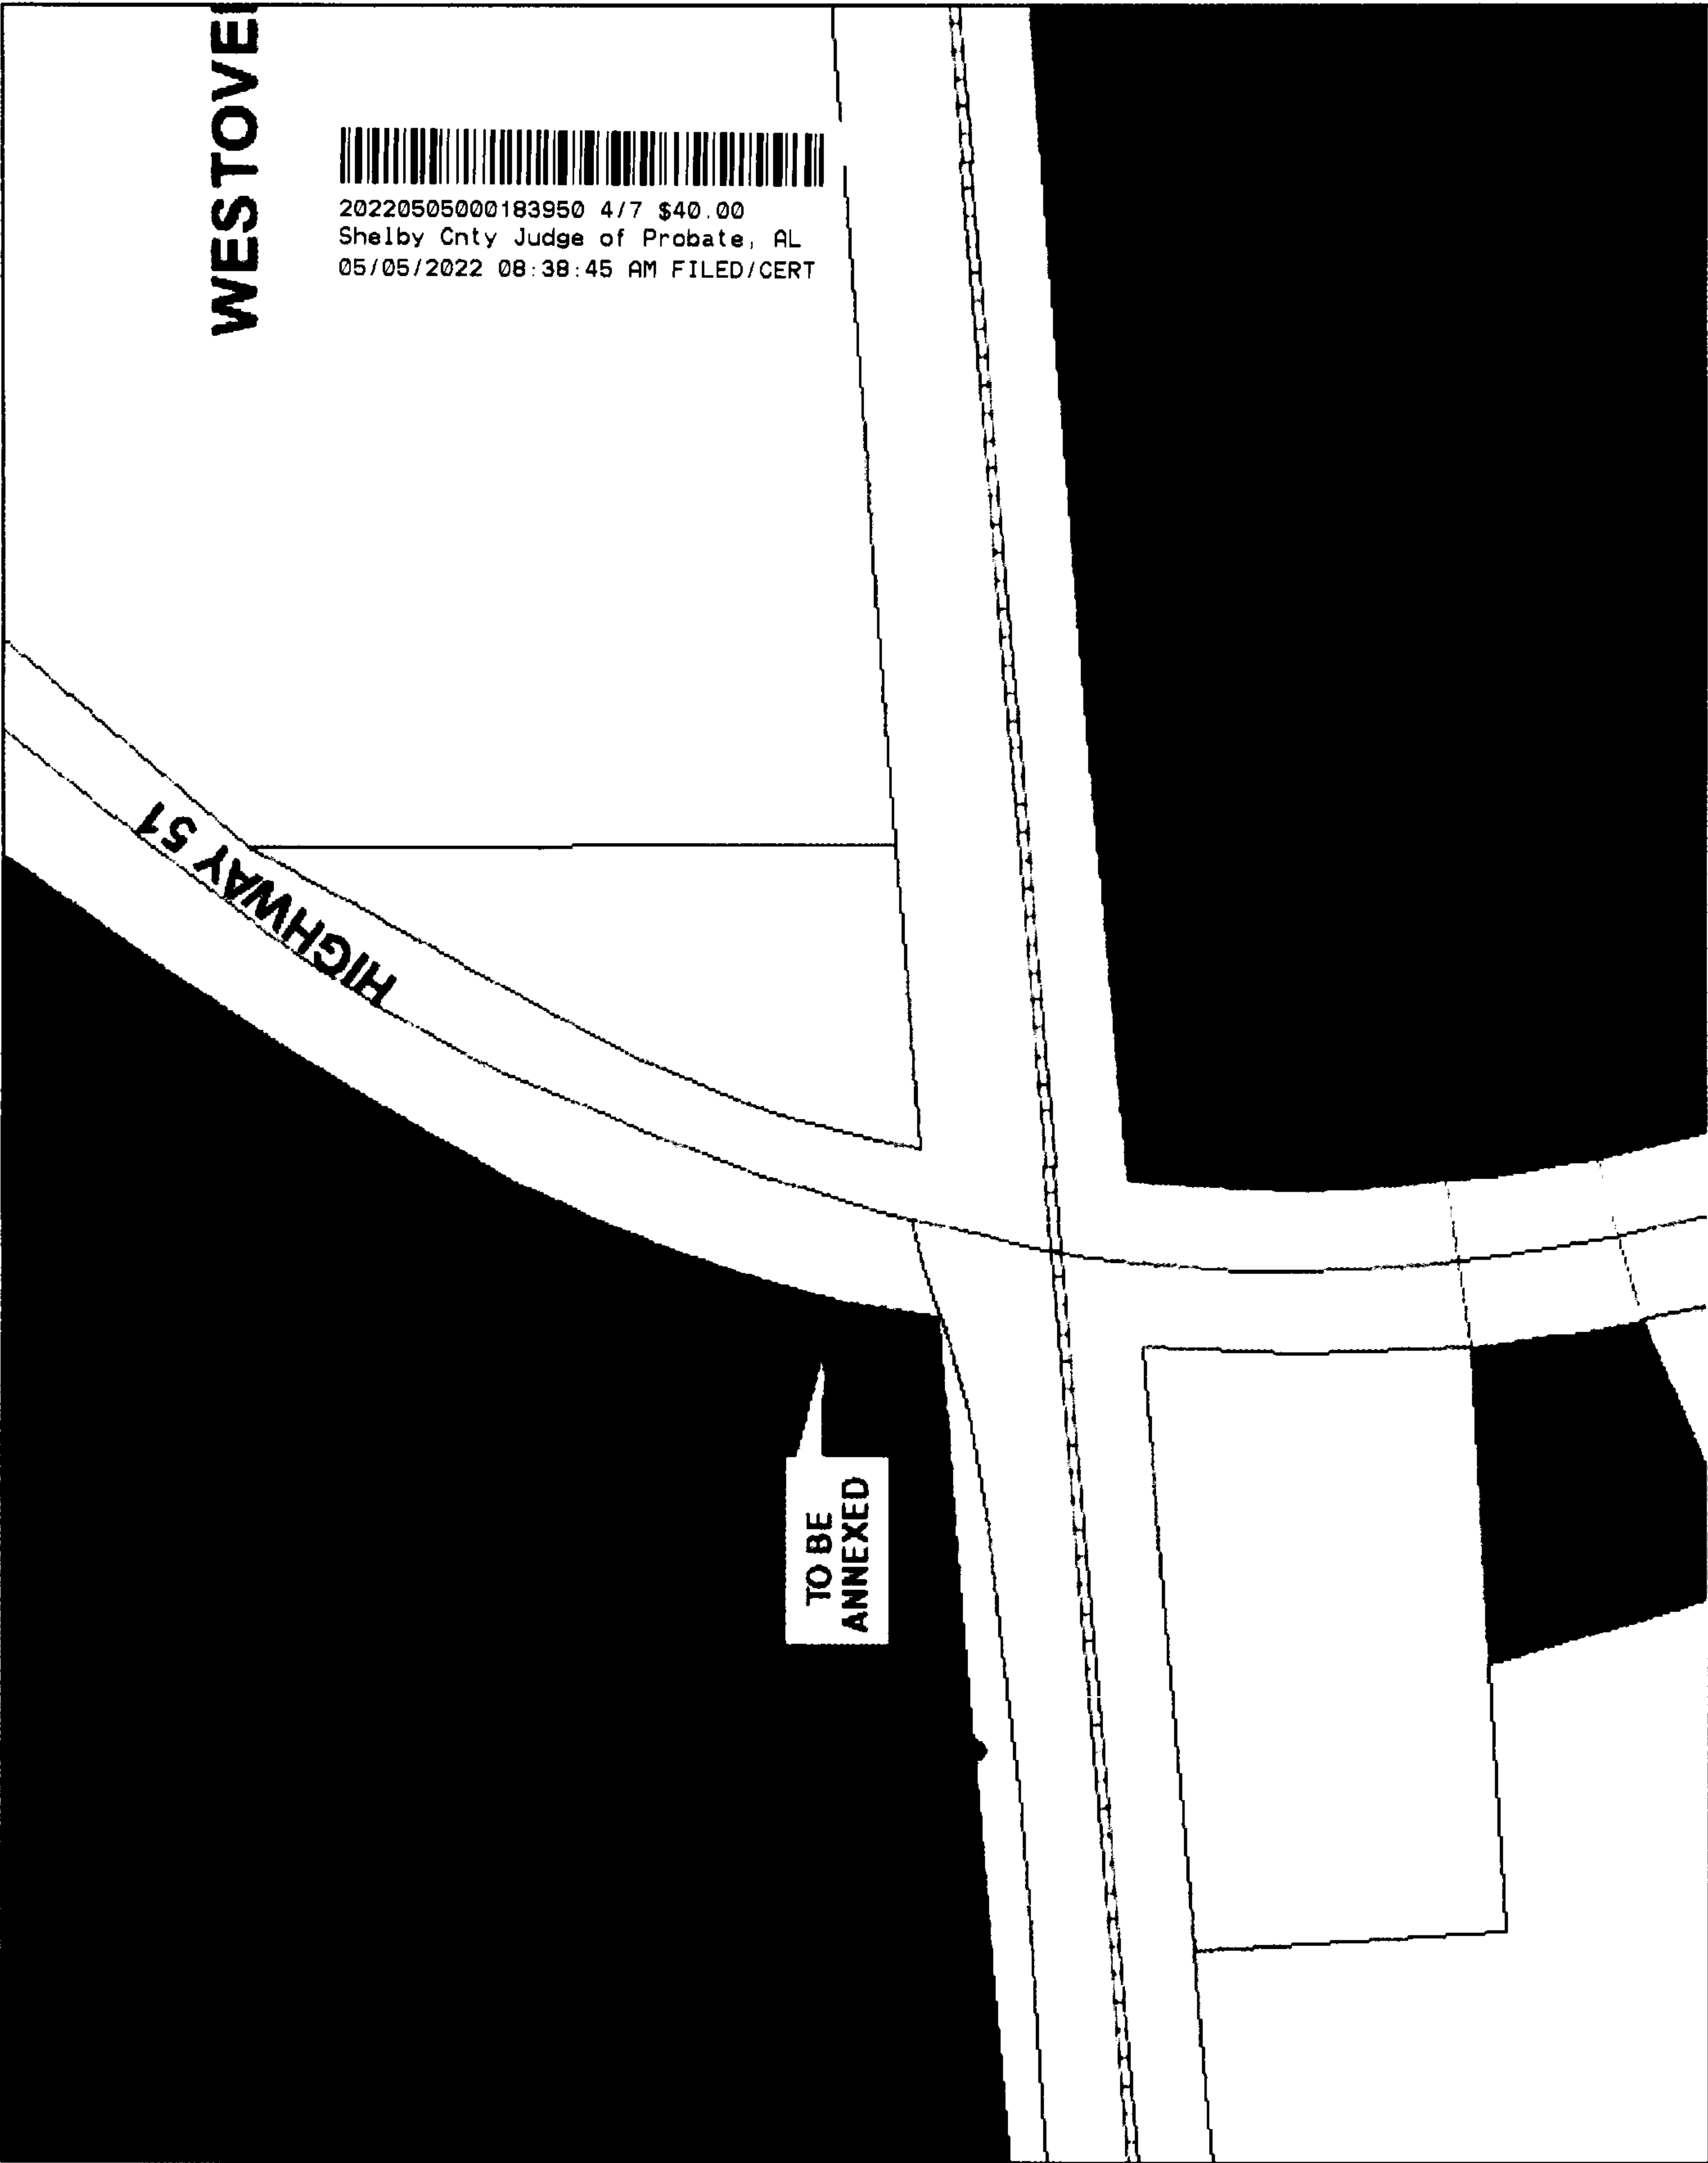 WESTOVE
20220505000183950 4/7 $40.00
Shelby Cnty Judge of Probate, AL
05/05/2022 08:38:45 AM FILED/CERT
HIGHWAY 51
TO BE
ANNEXED